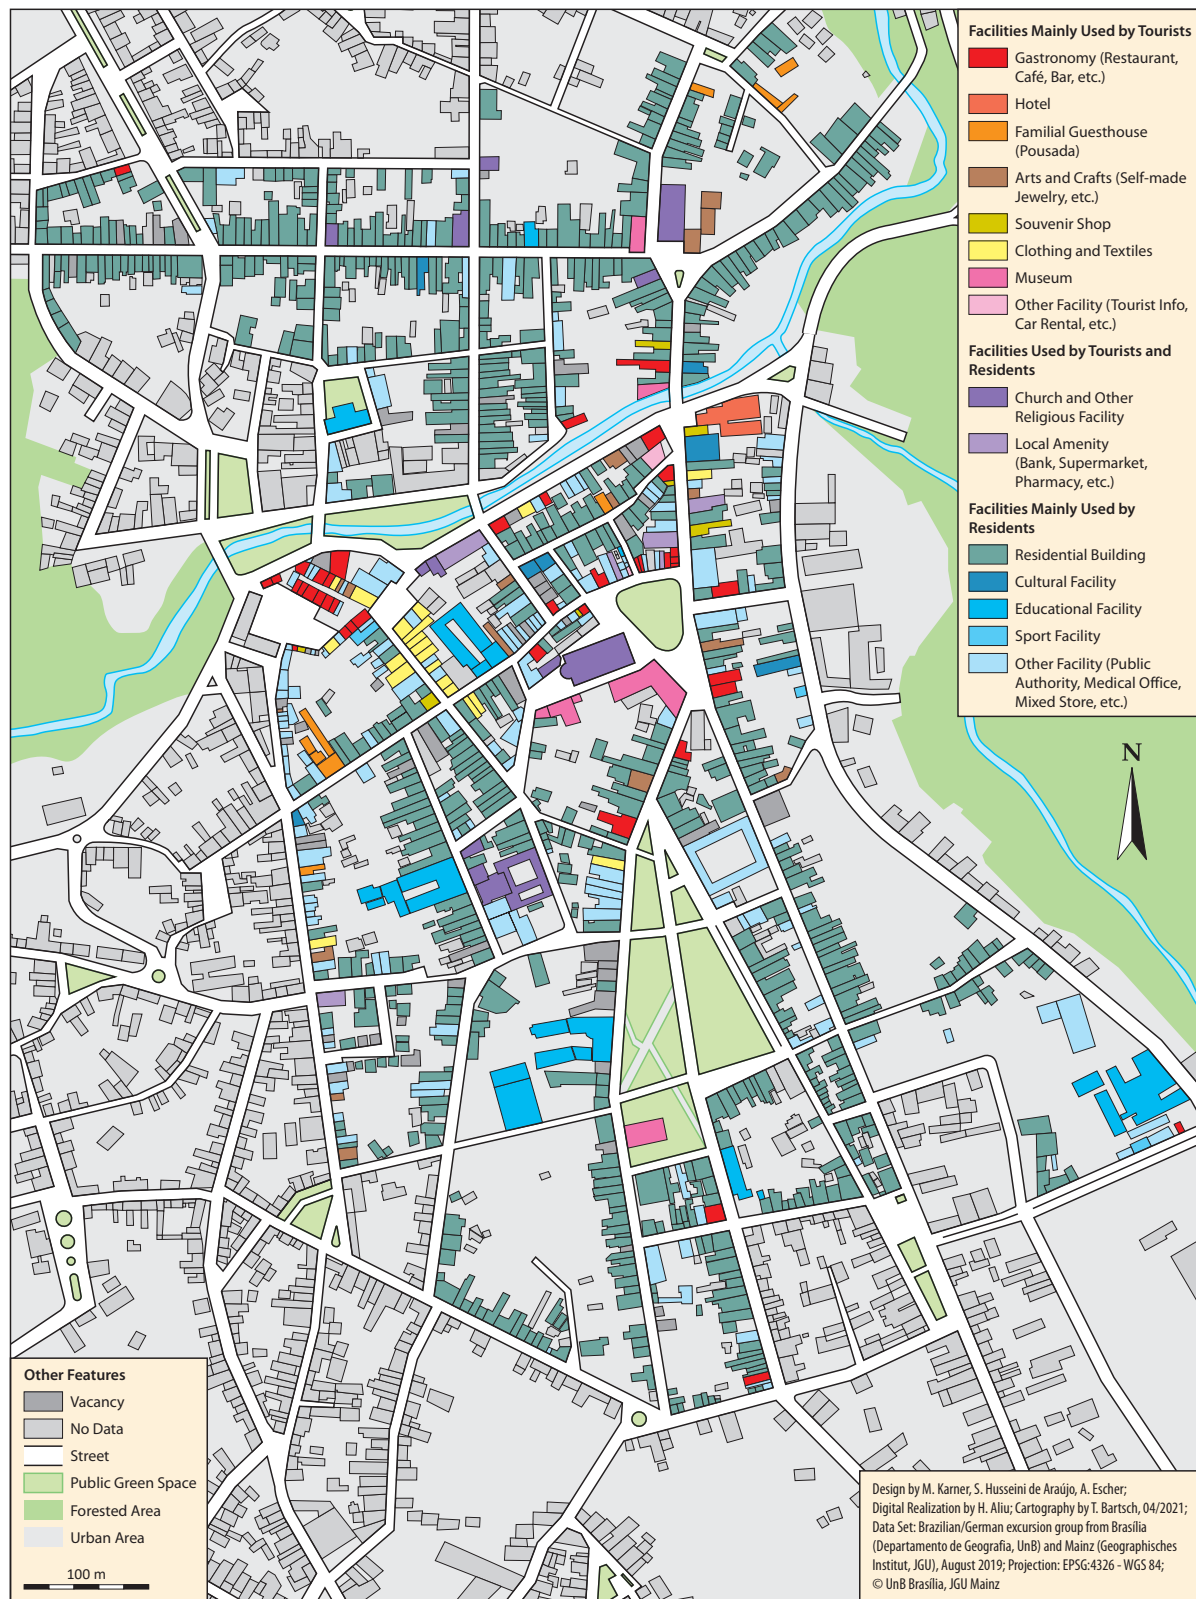 Facilities Mainly Used by Tourists
Gastronomy (Restaurant,
Café, Bar, etc.)
Hotel
Familial Guesthouse
(Pousada)
Arts and Crafts (Self-made
Jewelry, etc.)
Souvenir Shop
Clothing and Textiles
Museum
Other Facility (Tourist Info,
Car Rental, etc.)
Facilities Used by Tourists and
Residents
Church and Other
Religious Facility
Local Amenity
(Bank, Supermarket,
Pharmacy, etc.)
Facilities Mainly Used by
Residents
Residential Building
Cultural Facility
Educational Facility
Sport Facility
Other Facility (Public
Authority, Medical Office,
Mixed Store, etc.)
N
Other Features
Vacancy
No Data
Street
Public Green Space
Forested Area
Urban Area
100 m
Design by M. Karner, S. Husseini de Araújo, A. Escher;
Digital Realization by H. Aliu; Cartography by T. Bartsch, 04/2021;
Data Set: Brazilian/German excursion group from Brasília
(Departamento de Geografia, UnB) and Mainz (Geographisches
Institut, JGU), August 2019; Projection: EPSG:4326 - WGS 84;
© UnB Brasília, JGU Mainz